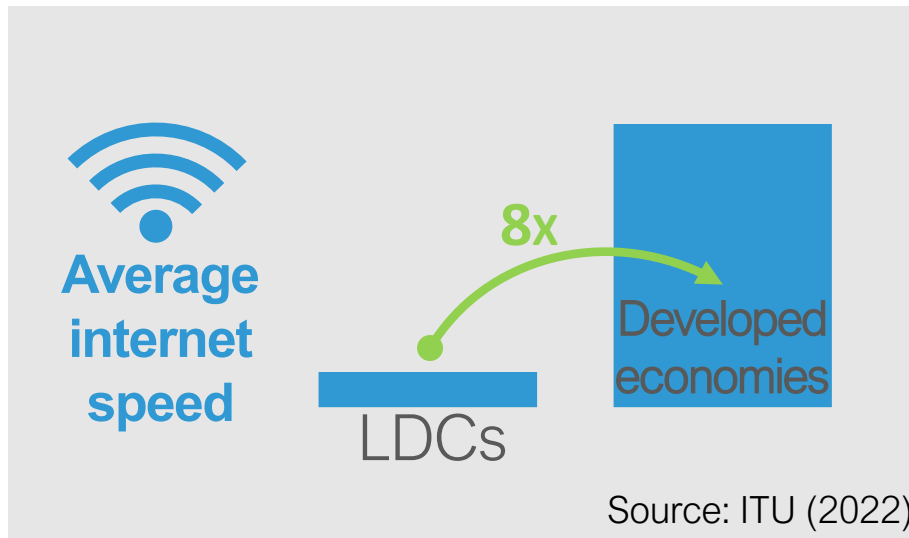 Average
internet
speed
8x
LDCs
Developed
economies
Source: ITU (2022)